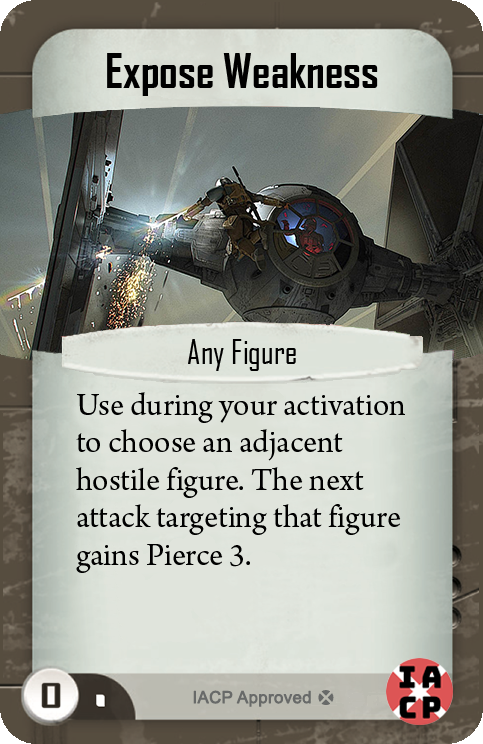 Expose Weakness
Any Figure
Use during your activation
to choose an adjacent
hostile figure. The next
attack targeting that figure
gains Pierce 3.
0
IACP Approved
IA
CP